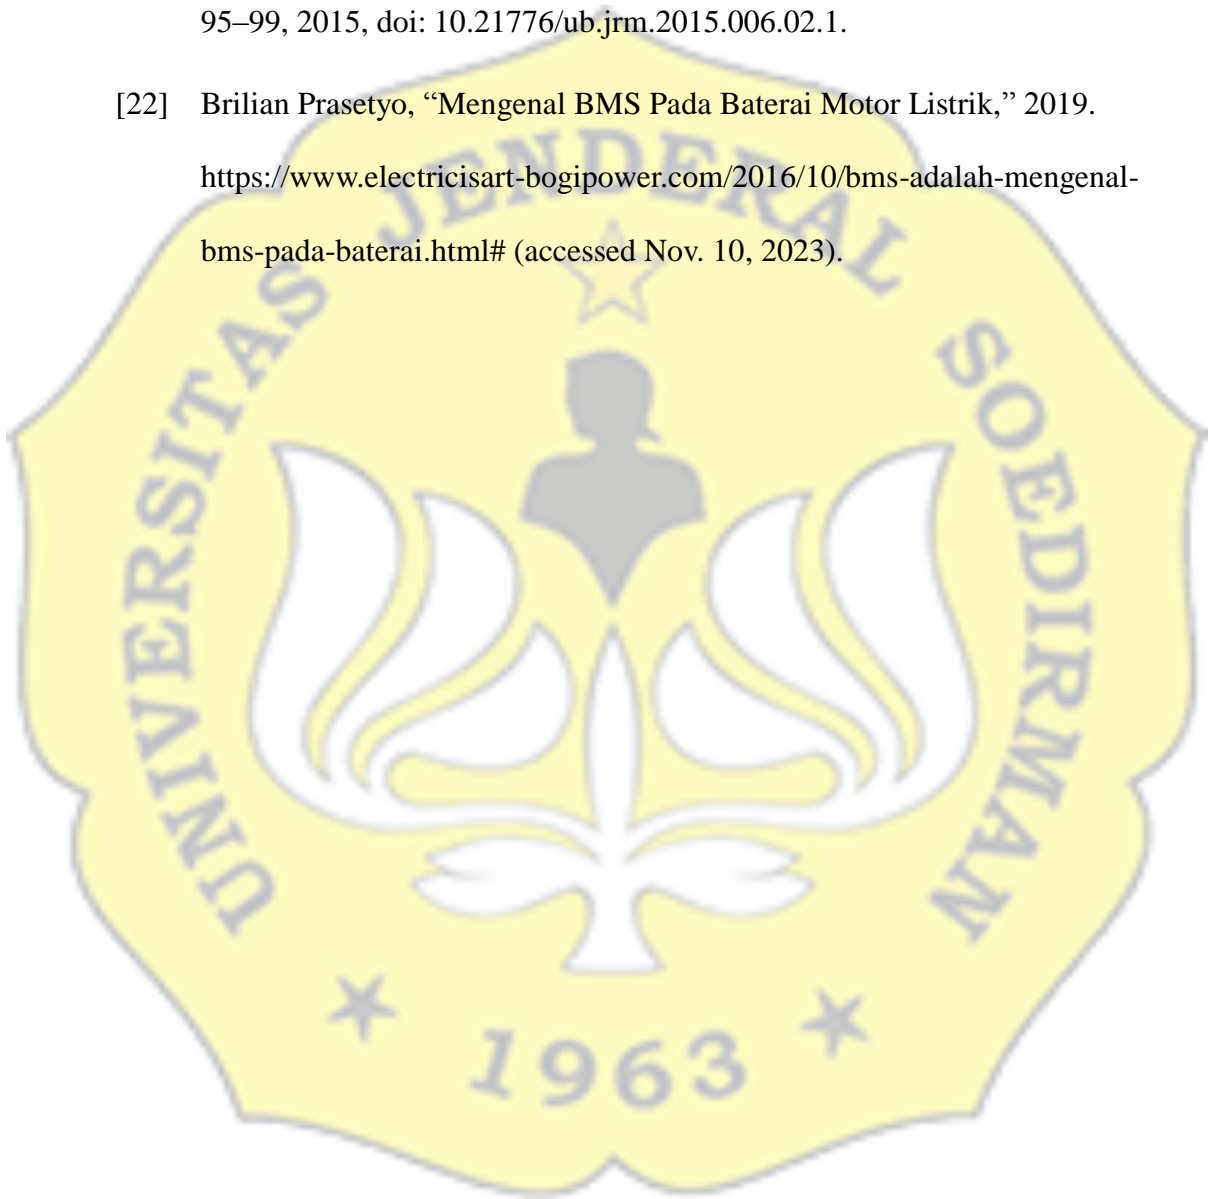 95–99, 2015, doi: 10.21776/ub.jrm.2015.006.02.1.
[22] Brilian Prasetyo, “Mengenal BMS Pada Baterai Motor Listrik,” 2019.
https://www.electricisart-bogipower.com/2016/10/bms-adalah-mengenal-
bms-pada-baterai.html# (accessed Nov. 10, 2023).
UNIVERSITAS JENDERAL SOEDIRMAN
1963